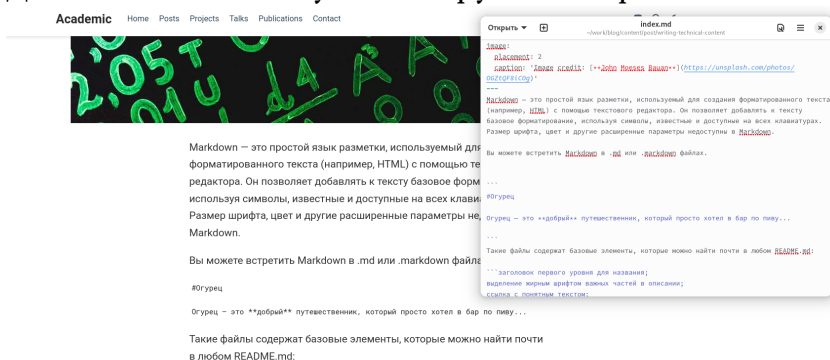 Academic
Home Posts Projects Talks Publications Contact
Markdown — это простой язык разметки, используемый для
форматированного текста (например, HTML) с помощью те
редактора. Он позволяет добавлять к тексту базовое форм
используя символы, известные и доступные на всех клави
Размер шрифта, цвет и другие расширенные параметры не
Markdown.
Вы можете встретить Markdown в .md или .markdown файла
#Огурец
Огурец — это **добрый** путешественник, который просто хотел в бар по пиву...
Такие файлы содержат базовые элементы, которые можно найти почти
в любом README.md:
Открыть
index.md
~/work/blog/content/post/writing-technical-content
image:
placement: 2
caption: 'Image credit: [**John Moeses Bauan**](https://unsplash.com/photos/
OGZtQF8iC0g)'
---
Markdown — это простой язык разметки, используемый для создания форматированного текста
(например, HTML) с помощью текстового редактора. Он позволяет добавлять к тексту
базовое форматирование, используя символы, известные и доступные на всех клавиатурах.
Размер шрифта, цвет и другие расширенные параметры недоступны в Markdown.
Вы можете встретить Markdown в .md или .markdown файлах.
```
#Огурец
Огурец — это **добрый** путешественник, который просто хотел в бар по пиву...
```
Такие файлы содержат базовые элементы, которые можно найти почти в любом README.md:
```заголовок первого уровня для названия;
выделение жирным шрифтом важных частей в описании;
ссылка с понятным текстом;